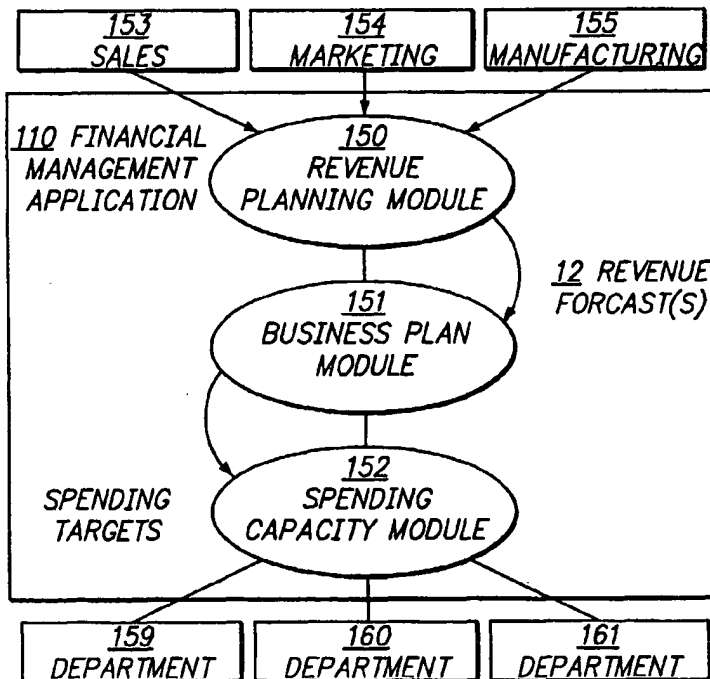 153
SALES
154
MARKETING
155
MANUFACTURING
110 FINANCIAL
MANAGEMENT
APPLICATION
150
REVENUE
PLANNING MODULE
12 REVENUE
FORCAST(S)
151
BUSINESS PLAN
MODULE
SPENDING
TARGETS
152
SPENDING
CAPACITY MODULE
159
DEPARTMENT
160
DEPARTMENT
161
DEPARTMENT